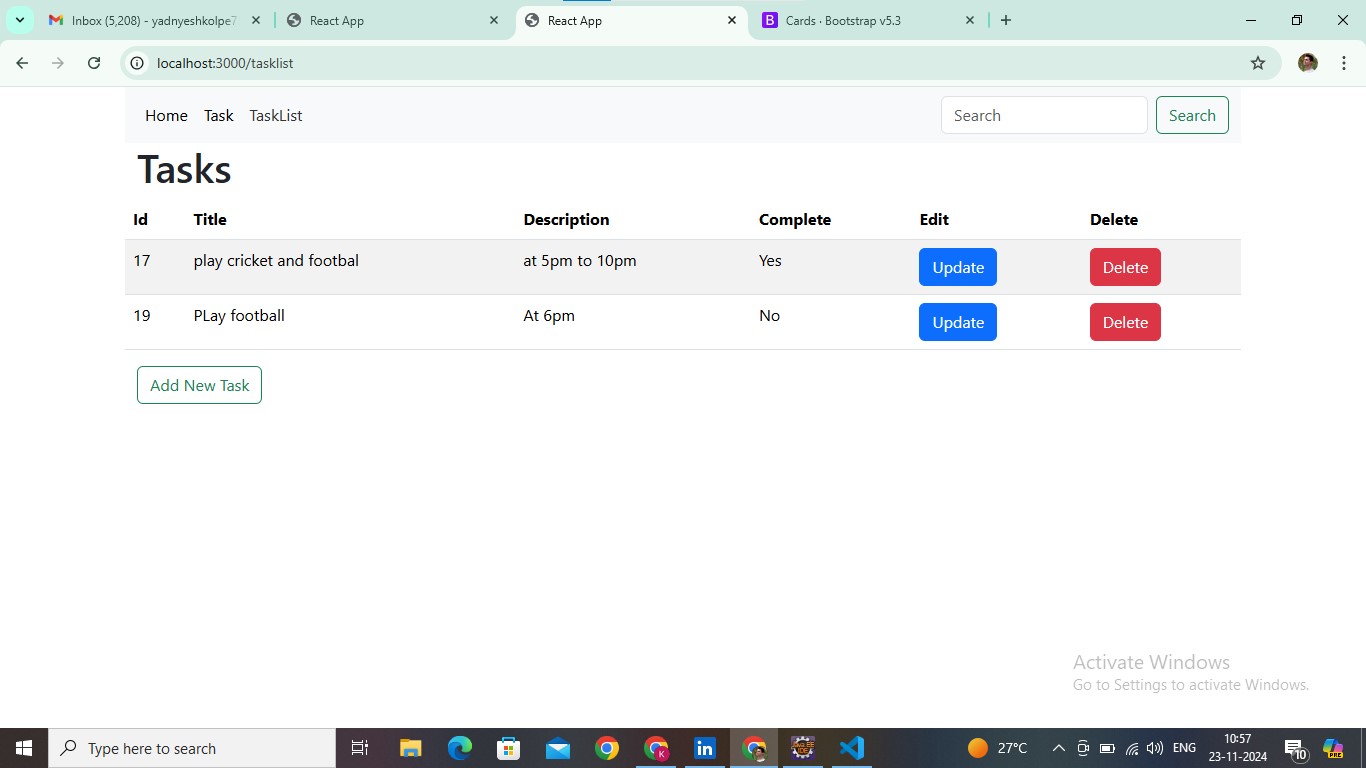 Inbox (5,208) - yadnyeshkolpe7
React App
React App
Cards · Bootstrap v5.3
localhost:3000/tasklist
Home Task TaskList Search Search
Tasks
Id Title Description Complete Edit Delete
17 play cricket and footbal at 5pm to 10pm Yes Update Delete
19 PLay football At 6pm No Update Delete
Add New Task
Activate Windows
Go to Settings to activate Windows.
Type here to search
27°C
ENG
10:57
23-11-2024
10